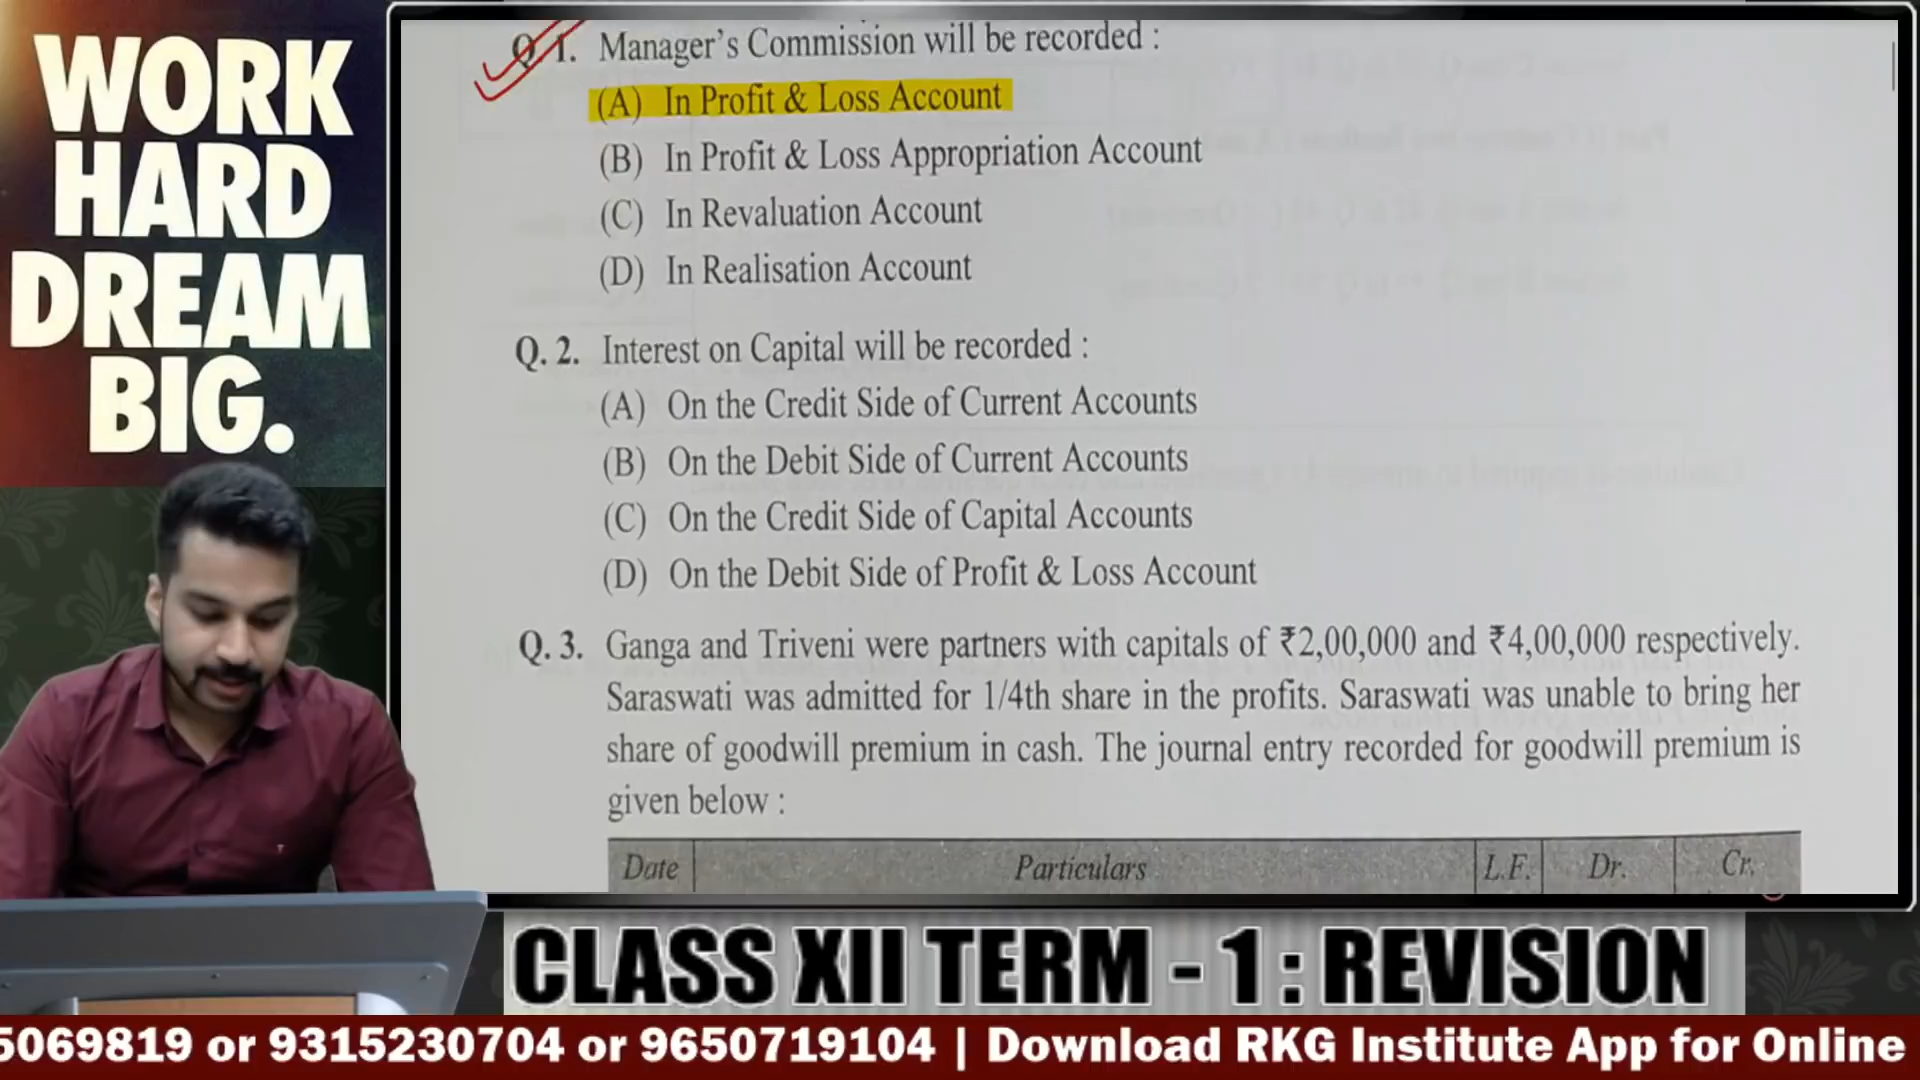 WORK
HARD
DREAM
BIG.
Q. 1. Manager's Commission will be recorded :
(A) In Profit & Loss Account
(B) In Profit & Loss Appropriation Account
(C) In Revaluation Account
(D) In Realisation Account
Q. 2. Interest on Capital will be recorded :
(A) On the Credit Side of Current Accounts
(B) On the Debit Side of Current Accounts
(C) On the Credit Side of Capital Accounts
(D) On the Debit Side of Profit & Loss Account
Q. 3. Ganga and Triveni were partners with capitals of ₹2,00,000 and ₹4,00,000 respectively.
Saraswati was admitted for 1/4th share in the profits. Saraswati was unable to bring her
share of goodwill premium in cash. The journal entry recorded for goodwill premium is
given below :
Date Particulars L.F. Dr. Cr.
CLASS XII TERM - 1 : REVISION
5069819 or 9315230704 or 9650719104 | Download RKG Institute App for Online